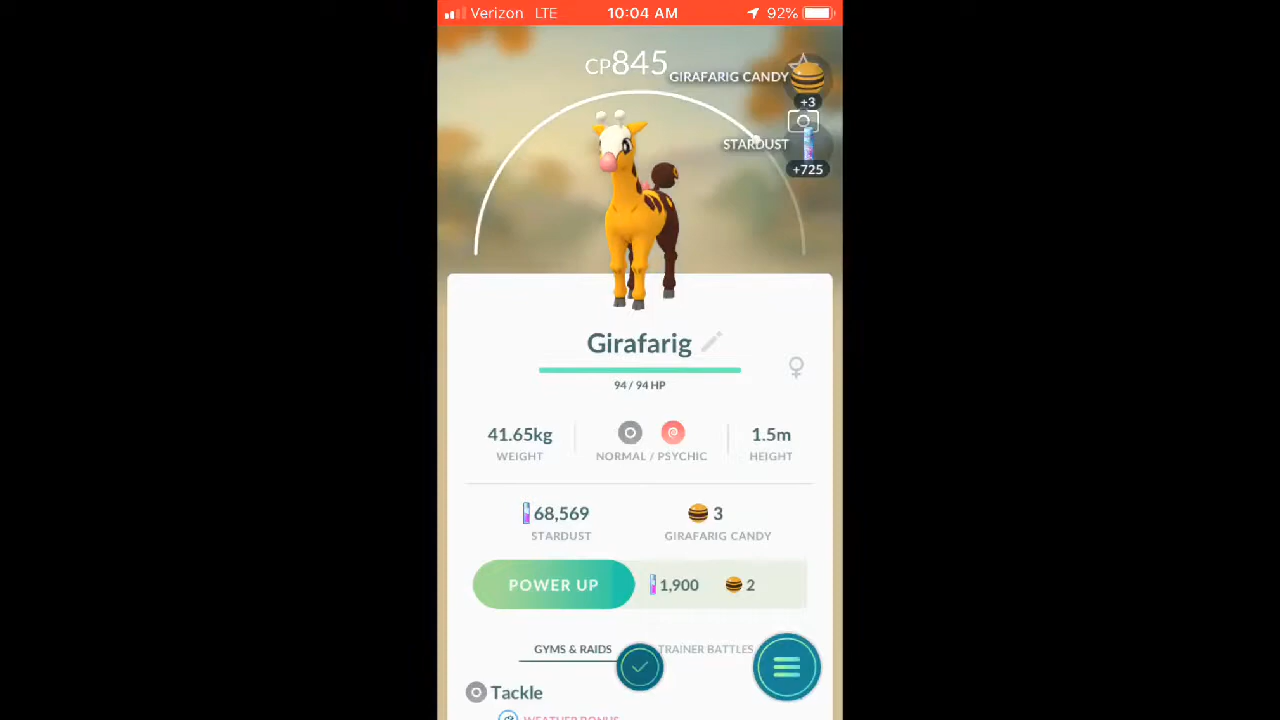 Verizon LTE 10:04 AM 92%
CP845
GIRAFARIG CANDY
+3
STARDUST
+725
Girafarig
94 / 94 HP
41.65kg
WEIGHT
NORMAL / PSYCHIC
1.5m
HEIGHT
68,569
STARDUST
3
GIRAFARIG CANDY
POWER UP 1,900 2
GYMS & RAIDS TRAINER BATTLES
Tackle
WEATHER BONUS